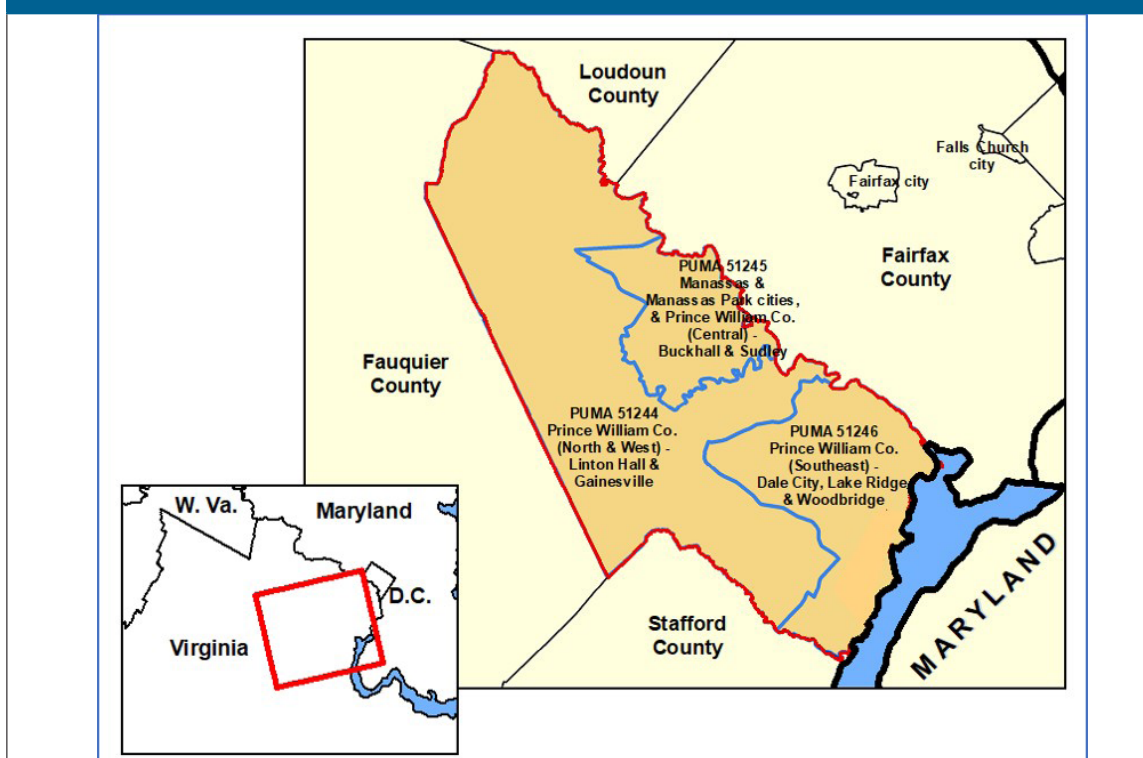 Loudoun
County
Falls Church
city
Fairfax city
Fairfax
County
PUMA 51245
Manassas &
Manassas Park cities,
& Prince William Co.
(Central) -
Buckhall & Sudley
Fauquier
County
PUMA 51244
Prince William Co.
(North & West) -
Linton Hall &
Gainesville
PUMA 51246
Prince William Co.
(Southeast) -
Dale City, Lake Ridge
& Woodbridge
Stafford
County
MARYLAND
W. Va.
Maryland
D.C.
Virginia